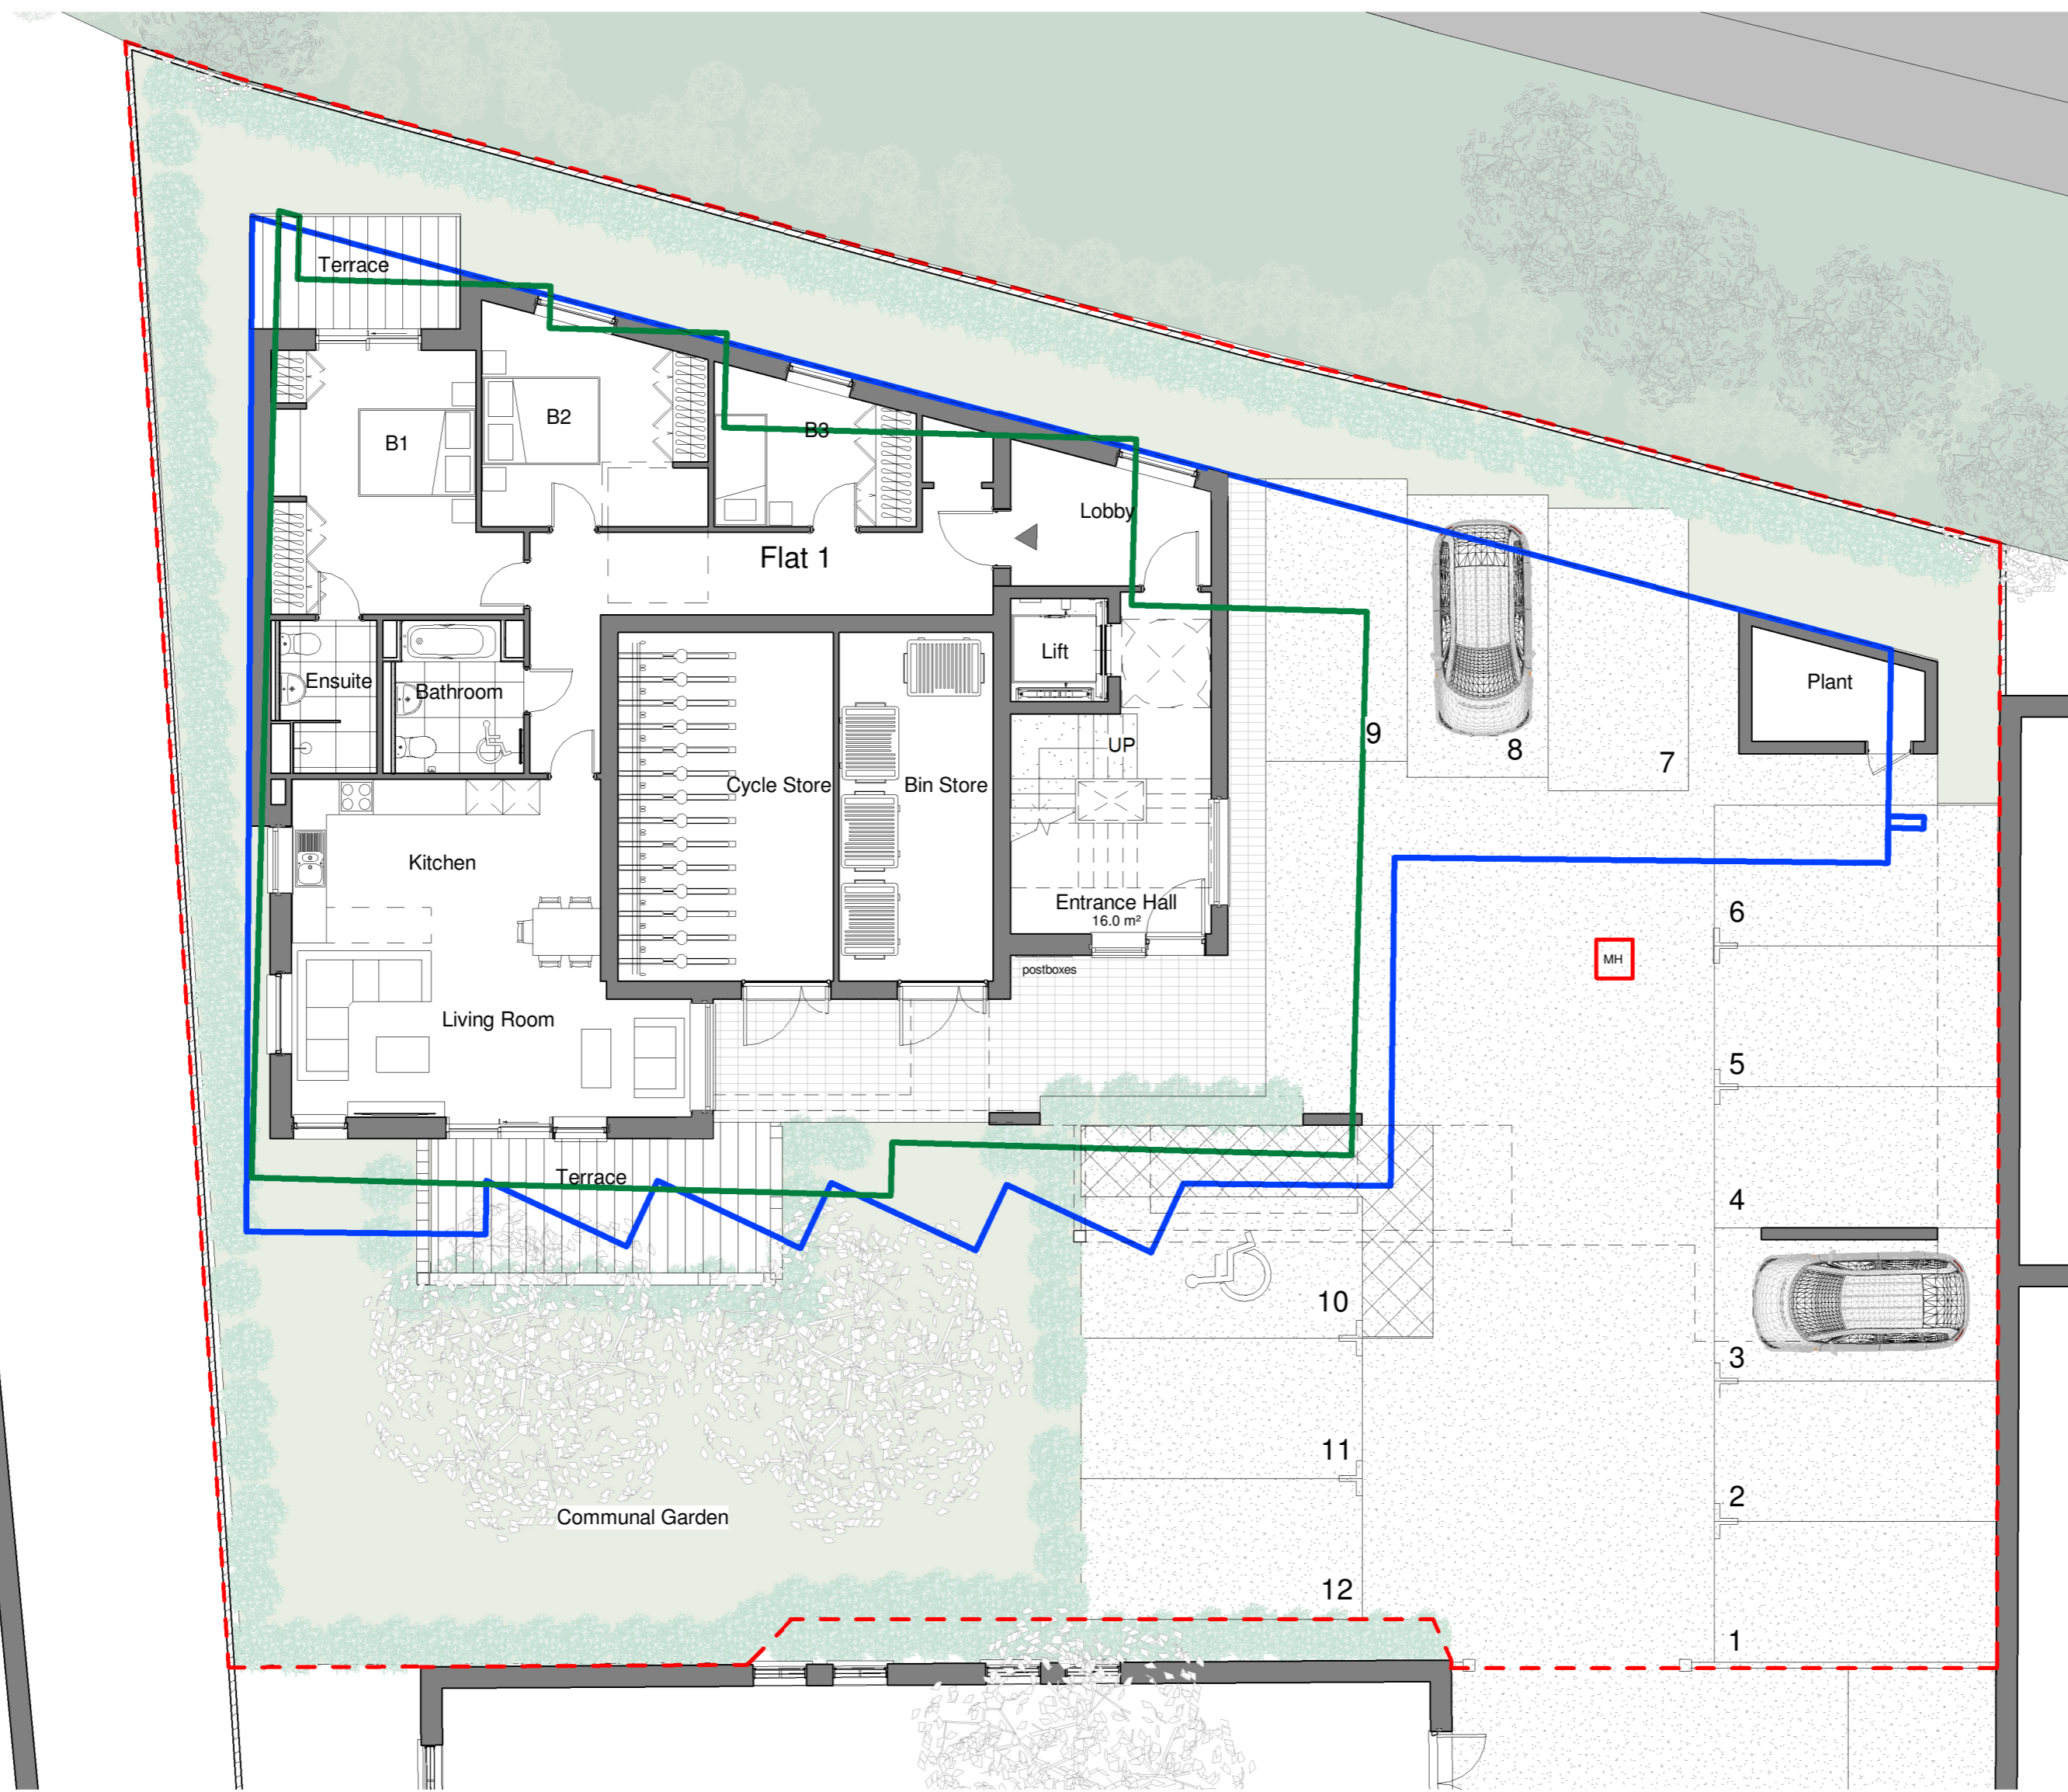 Terrace
B1
B2
B3
Lobby
Flat 1
Lift
Ensuite
Bathroom
Plant
UP
9
8
7
Cycle Store
Bin Store
Kitchen
Entrance Hall
16.0 m²
6
MH
postboxes
Living Room
5
Terrace
4
10
3
11
2
Communal Garden
12
1